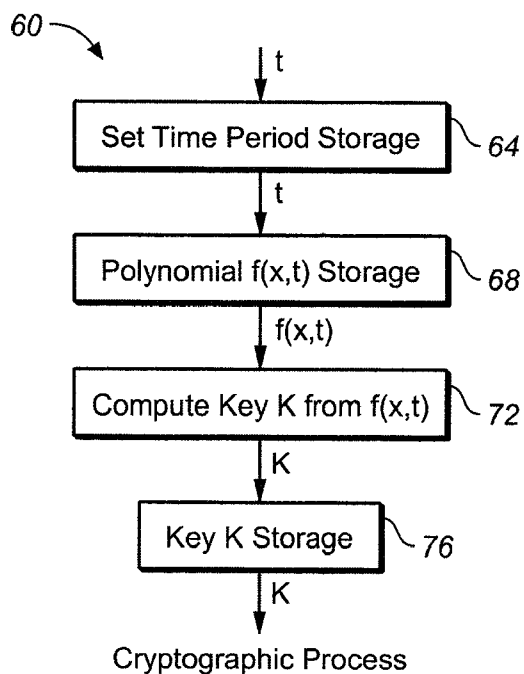 60
t
Set Time Period Storage
64
t
Polynomial f(x,t) Storage
68
f(x,t)
Compute Key K from f(x,t)
72
K
Key K Storage
76
K
Cryptographic Process